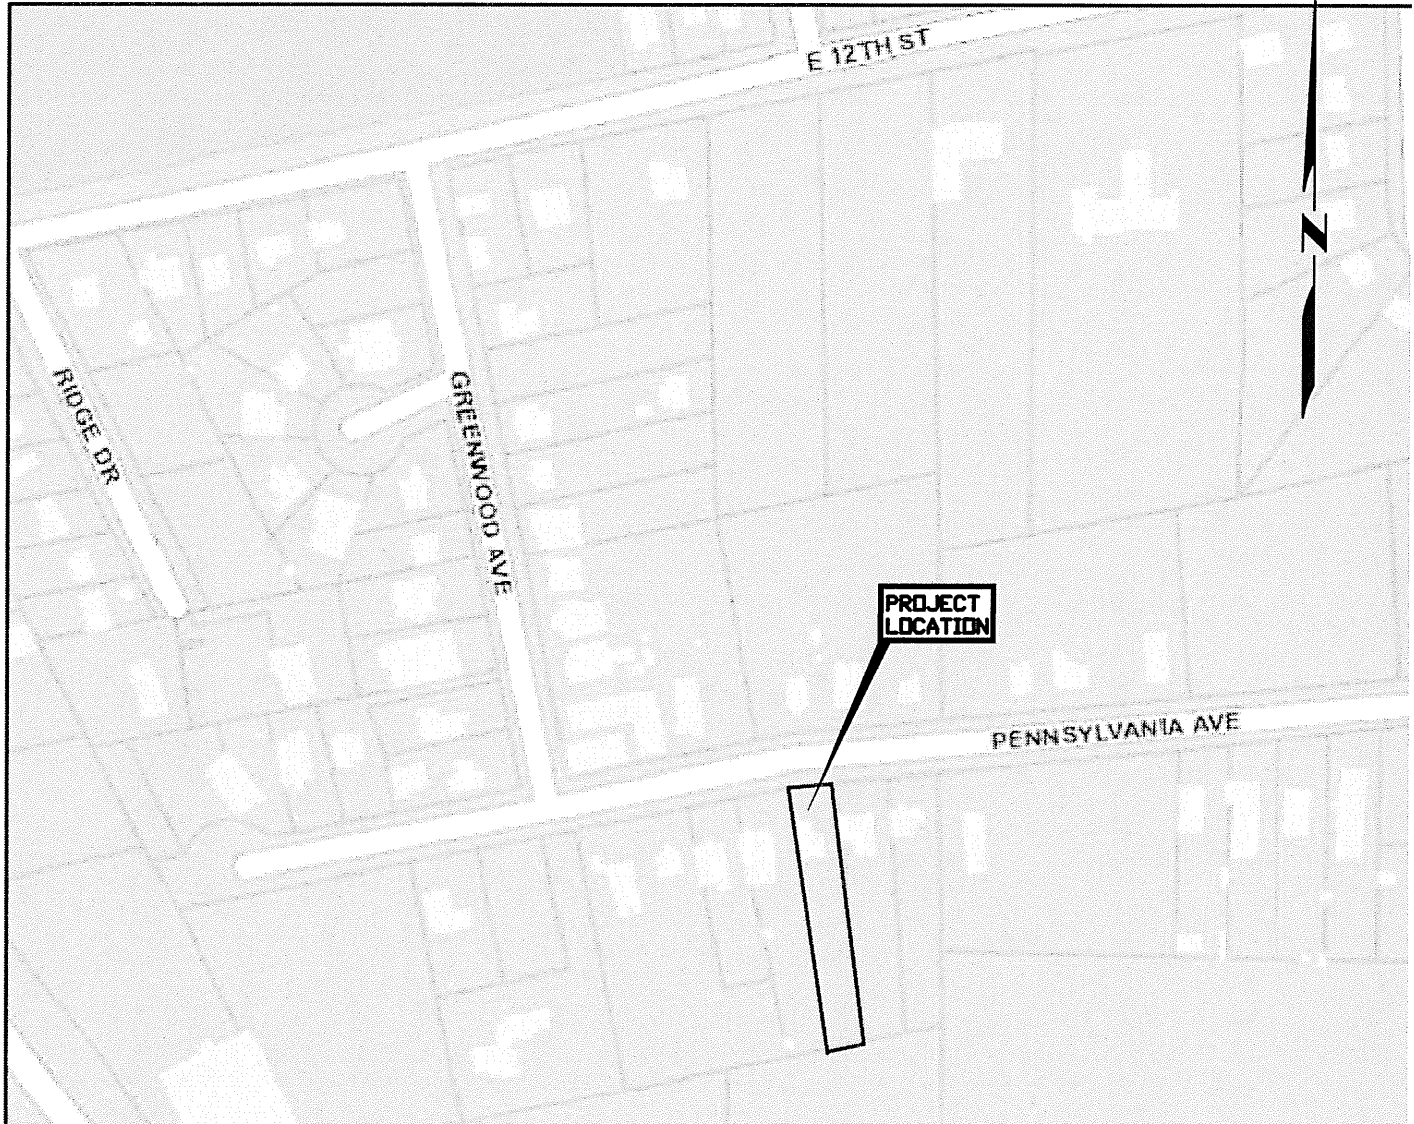 E 12TH ST
N
RIDGE DR
GREENWOOD AVE
PROJECT
LOCATION
PENNSYLVANIA AVE